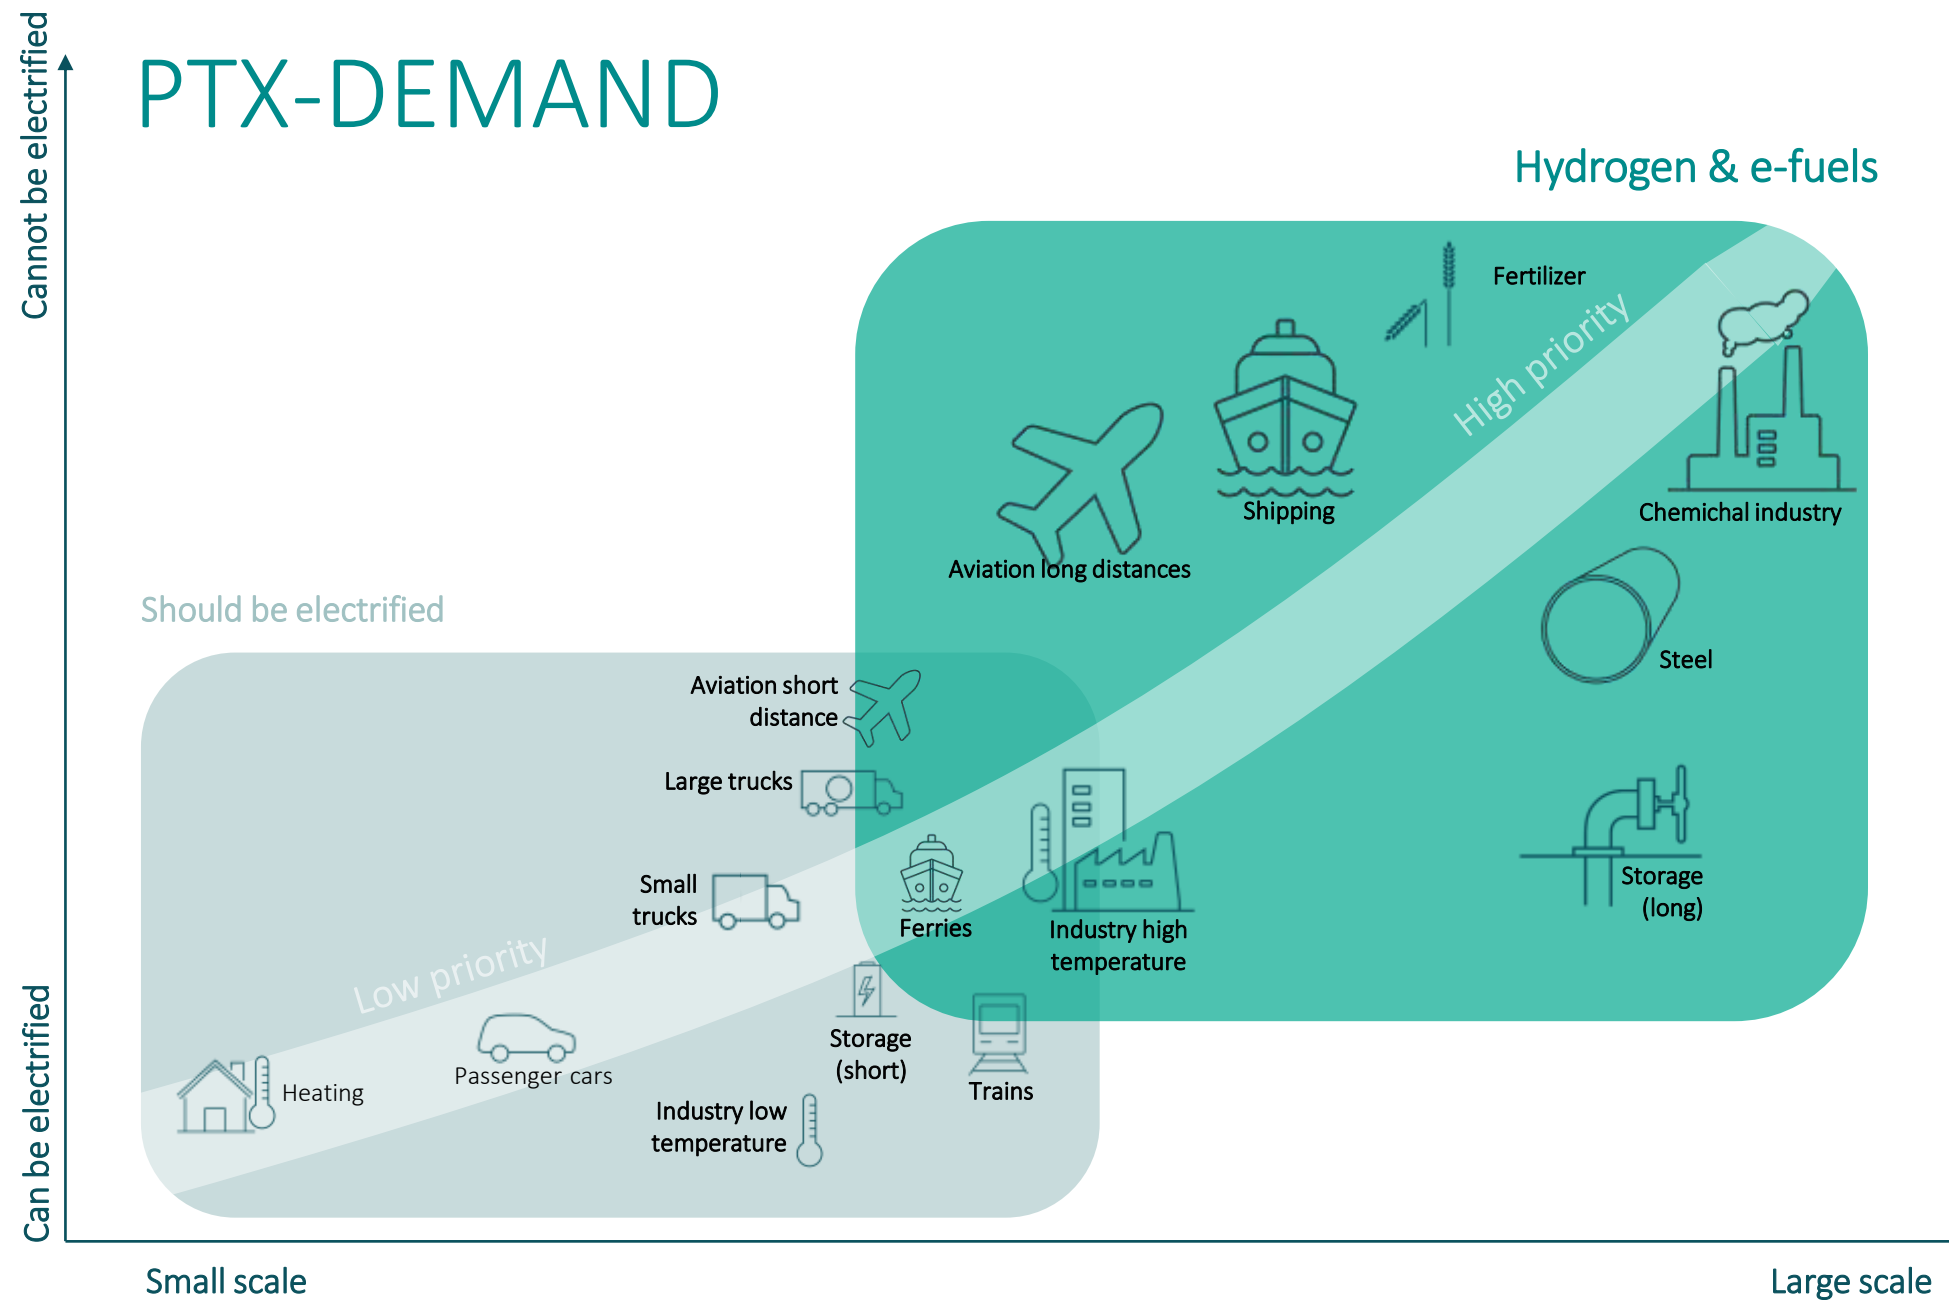 Cannot be electrified
PTX-DEMAND
Hydrogen & e-fuels
Fertilizer
High priority
Shipping
Chemichal industry
Aviation long distances
Should be electrified
Steel
Aviation short
distance
Large trucks
Small
trucks
Storage
(long)
Ferries
Industry high
temperature
Low priority
Storage
(short)
Passenger cars
Heating
Trains
Industry low
temperature
Can be electrified
Small scale
Large scale